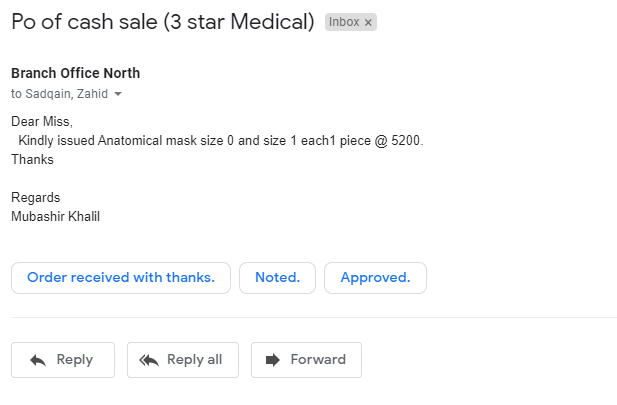 Po of cash sale (3 star Medical) Inbox ×
Branch Office North
to Sadqain, Zahid
Dear Miss,
Kindly issued Anatomical mask size 0 and size 1 each1 piece @ 5200.
Thanks
Regards
Mubashir Khalil
Order received with thanks. Noted. Approved.
Reply Reply all Forward